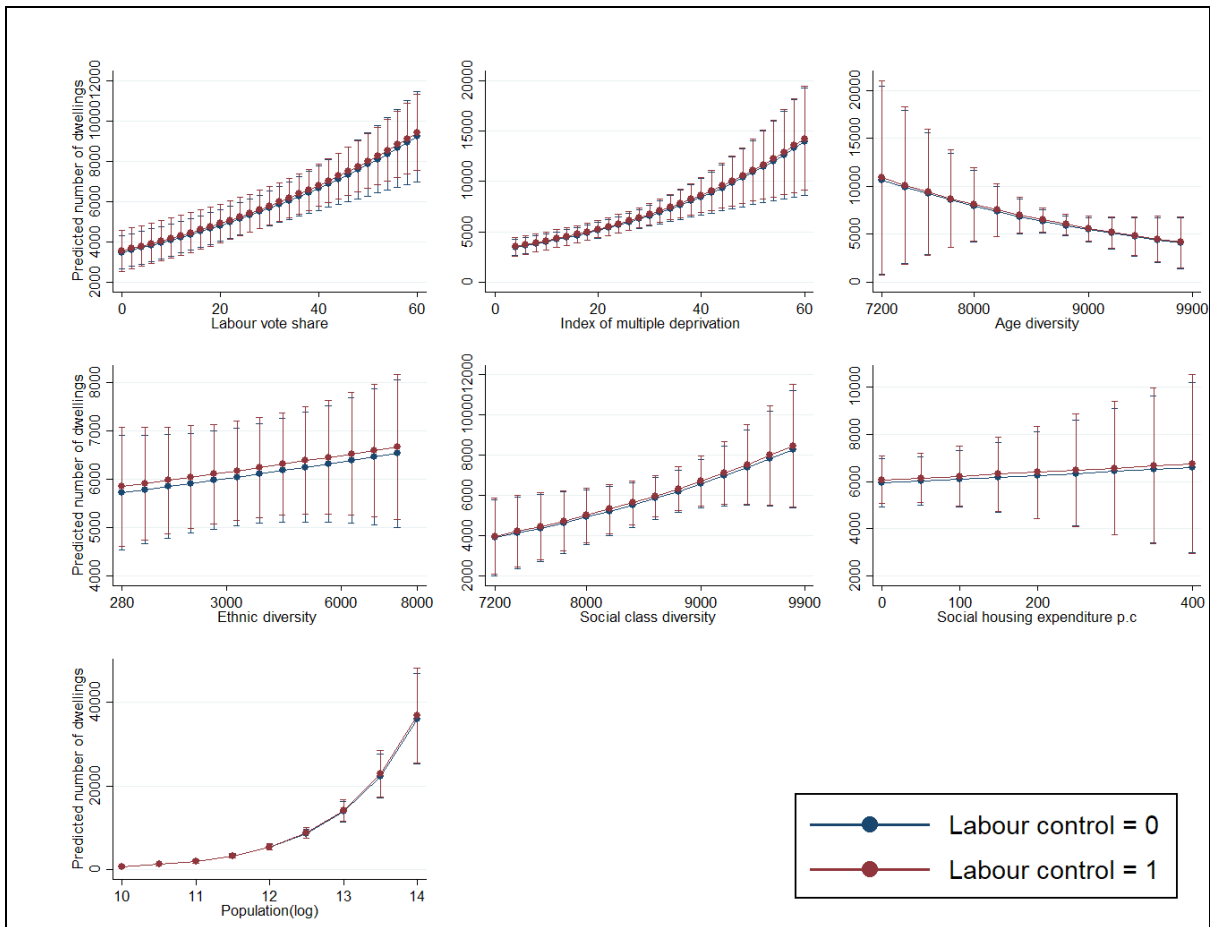 Predicted number of dwellings
2000 4000 6000 8000 10000 12000
0 20 40 60
Labour vote share
0 5000 10000 15000 20000
0 20 40 60
Index of multiple deprivation
0 5000 10000 15000 20000
7200 8000 9000 9900
Age diversity
Predicted number of dwellings
4000 5000 6000 7000 8000
280 3000 6000 8000
Ethnic diversity
2000 4000 6000 8000 10000 12000
7200 8000 9000 9900
Social class diversity
2000 4000 6000 8000 10000
0 100 200 400
Social housing expenditure p.c
Predicted number of dwellings
0 20000 40000
10 11 12 13 14
Population(log)
Labour control = 0
Labour control = 1